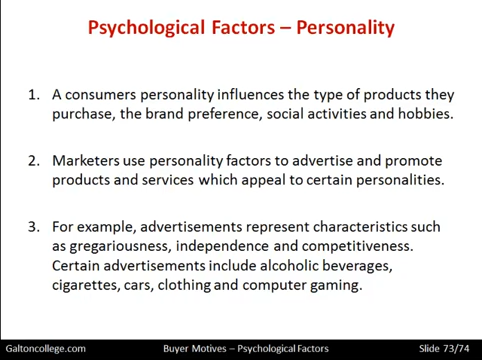 Psychological Factors – Personality
1. A consumers personality influences the type of products they
purchase, the brand preference, social activities and hobbies.
2. Marketers use personality factors to advertise and promote
products and services which appeal to certain personalities.
3. For example, advertisements represent characteristics such
as gregariousness, independence and competitiveness.
Certain advertisements include alcoholic beverages,
cigarettes, cars, clothing and computer gaming.
Galtoncollege.com Buyer Motives – Psychological Factors Slide 73/74